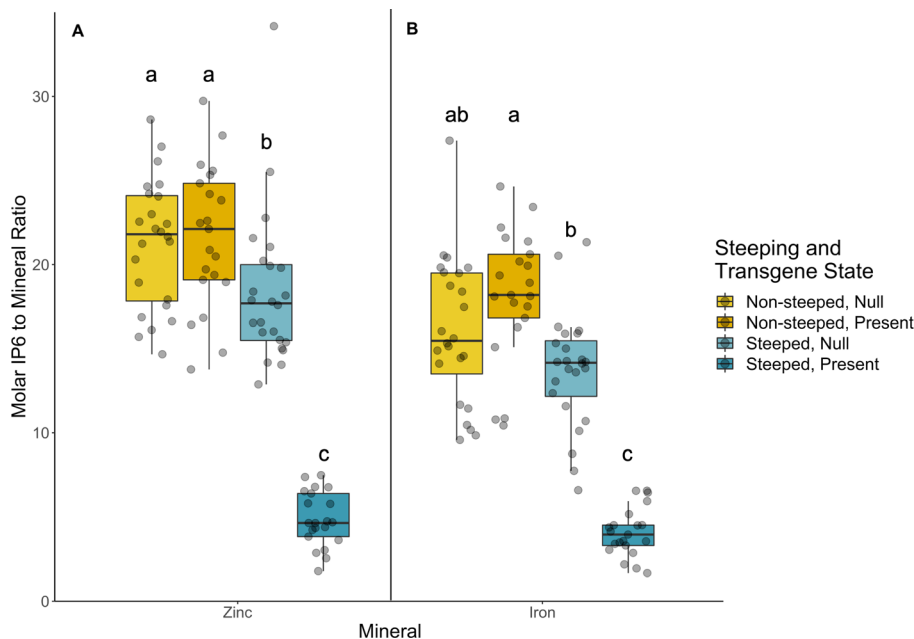 A
B
a
a
b
c
ab
a
b
c
30
20
10
0
Molar IP6 to Mineral Ratio
Zinc
Iron
Mineral
Steeping and
Transgene State
Non-steeped, Null
Non-steeped, Present
Steeped, Null
Steeped, Present